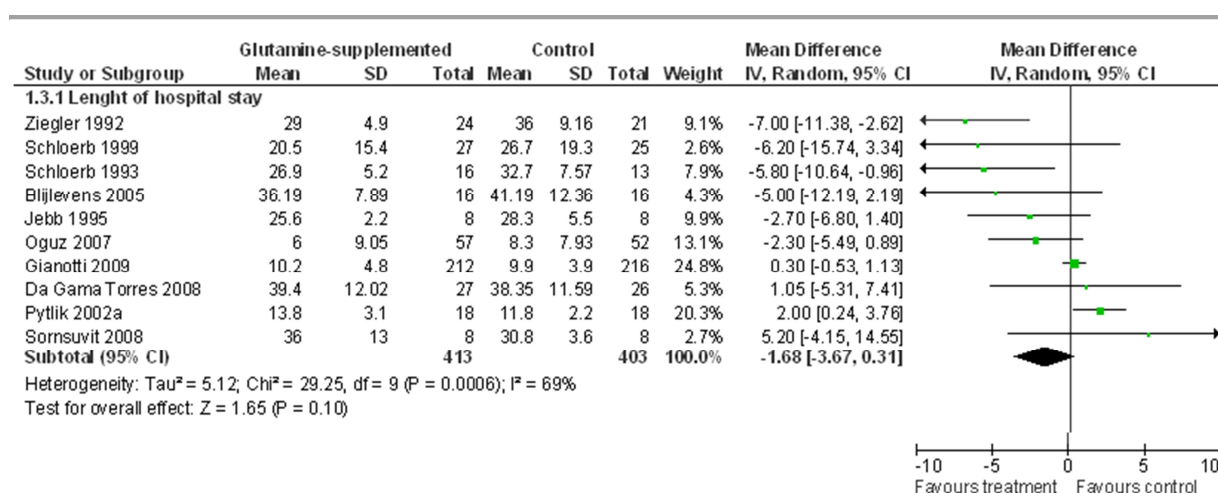 Glutamine-supplemented Control Mean Difference Mean Difference
Study or Subgroup Mean SD Total Mean SD Total Weight IV, Random, 95% CI IV, Random, 95% CI
1.3.1 Lenght of hospital stay
Ziegler 1992 29 4.9 24 36 9.16 21 9.1% -7.00 [-11.38, -2.62]
Schloerb 1999 20.5 15.4 27 26.7 19.3 25 2.6% -6.20 [-15.74, 3.34]
Schloerb 1993 26.9 5.2 16 32.7 7.57 13 7.9% -5.80 [-10.64, -0.96]
Blijlevens 2005 36.19 7.89 16 41.19 12.36 16 4.3% -5.00 [-12.19, 2.19]
Jebb 1995 25.6 2.2 8 28.3 5.5 8 9.9% -2.70 [-6.80, 1.40]
Oguz 2007 6 9.05 57 8.3 7.93 52 13.1% -2.30 [-5.49, 0.89]
Gianotti 2009 10.2 4.8 212 9.9 3.9 216 24.8% 0.30 [-0.53, 1.13]
Da Gama Torres 2008 39.4 12.02 27 38.35 11.59 26 5.3% 1.05 [-5.31, 7.41]
Pytlik 2002a 13.8 3.1 18 11.8 2.2 18 20.3% 2.00 [0.24, 3.76]
Sornsuvit 2008 36 13 8 30.8 3.6 8 2.7% 5.20 [-4.15, 14.55]
Subtotal (95% CI) 413 403 100.0% -1.68 [-3.67, 0.31]
Heterogeneity: Tau² = 5.12; Chi² = 29.25, df = 9 (P = 0.0006); I² = 69%
Test for overall effect: Z = 1.65 (P = 0.10)
-10 -5 0 5 10
Favours treatment Favours control